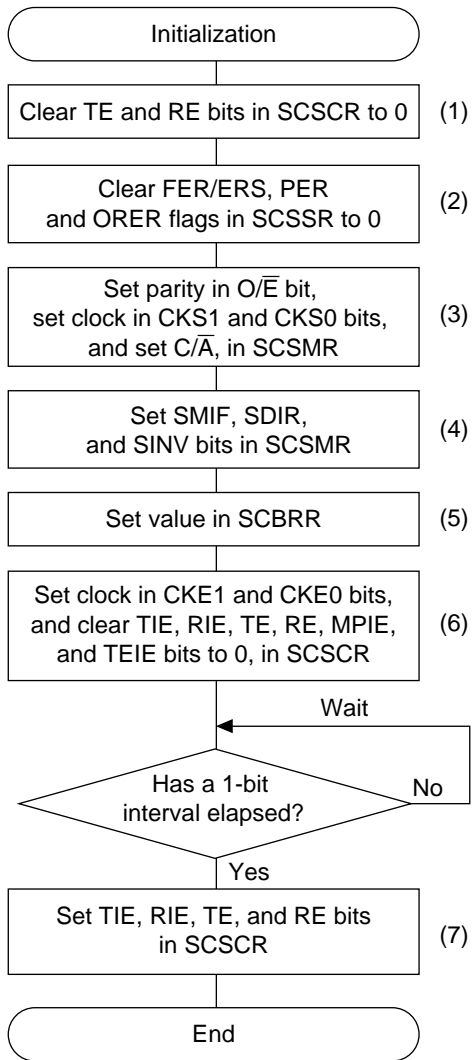 Initialization
Clear TE and RE bits in SCSCR to 0
(1)
Clear FER/ERS, PER
and ORER flags in SCSSR to 0
(2)
Set parity in O/E̅ bit,
set clock in CKS1 and CKS0 bits,
and set C/A̅, in SCSMR
(3)
Set SMIF, SDIR,
and SINV bits in SCSMR
(4)
Set value in SCBRR
(5)
Set clock in CKE1 and CKE0 bits,
and clear TIE, RIE, TE, RE, MPIE,
and TEIE bits to 0, in SCSCR
(6)
Wait
Has a 1-bit
interval elapsed?
No
Yes
Set TIE, RIE, TE, and RE bits
in SCSCR
(7)
End